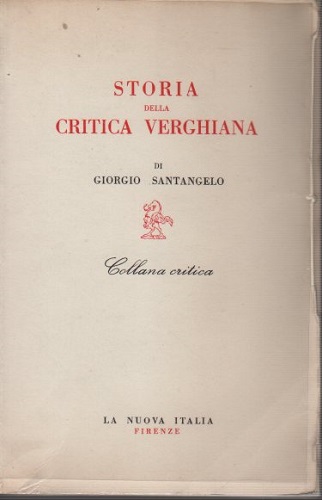 STORIA
DELLA
CRITICA VERGHIANA
DI
GIORGIO SANTANGELO
Collana critica
LA NUOVA ITALIA
FIRENZE